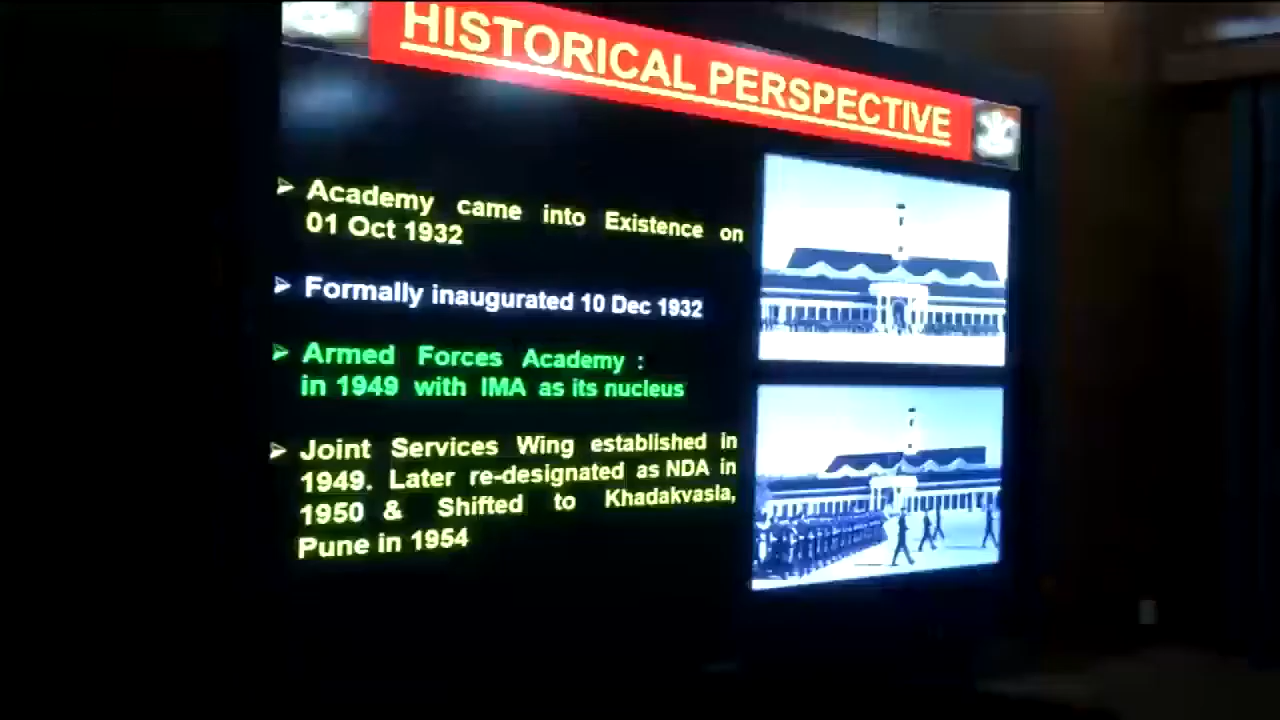 HISTORICAL PERSPECTIVE
Academy came into Existence on
01 Oct 1932
Formally inaugurated 10 Dec 1932
Armed Forces Academy :
in 1949 with IMA as its nucleus
Joint Services Wing established in
1949. Later re-designated as NDA in
1950 & Shifted to Khadakvasla,
Pune in 1954